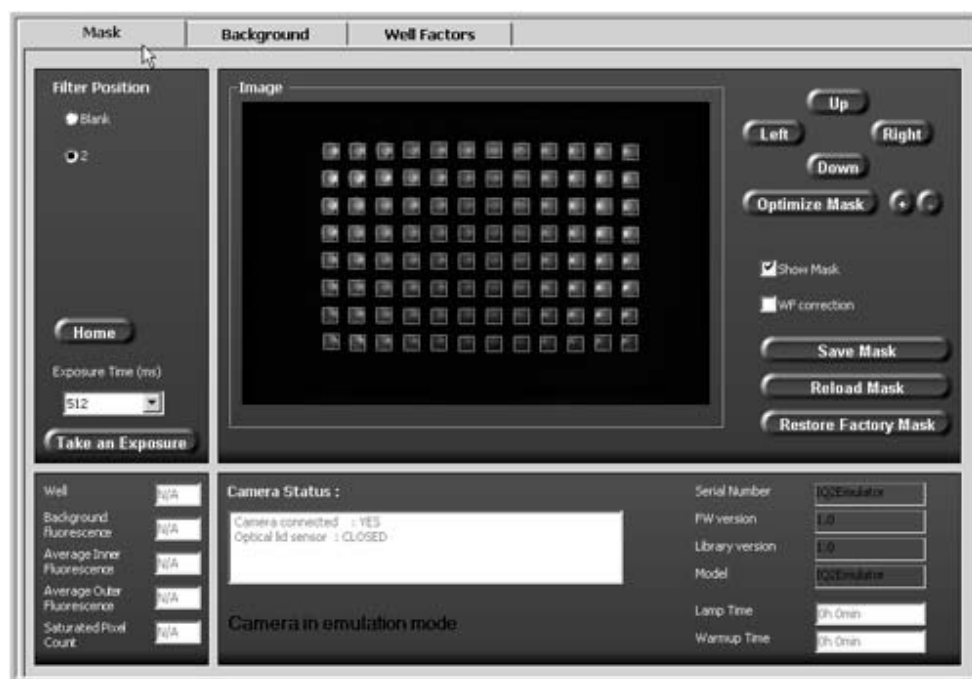 Mask
Background
Well Factors
Filter Position
Blank
2
Home
Exposure Time (ms)
512
Take an Exposure
Image
Up
Left
Right
Down
Optimize Mask
+
-
Show Mask
WF correction
Save Mask
Reload Mask
Restore Factory Mask
Well
N/A
Background
Fluorescence
N/A
Average Inner
Fluorescence
N/A
Average Outer
Fluorescence
N/A
Saturated Pixel
Count
N/A
Camera Status :
Camera connected : YES
Optical lid sensor : CLOSED
Camera in emulation mode
Serial Number
IQ2Emulator
FW version
1.0
Library version
1.0
Model
IQ2Emulator
Lamp Time
0h 0min
Warmup Time
0h 0min